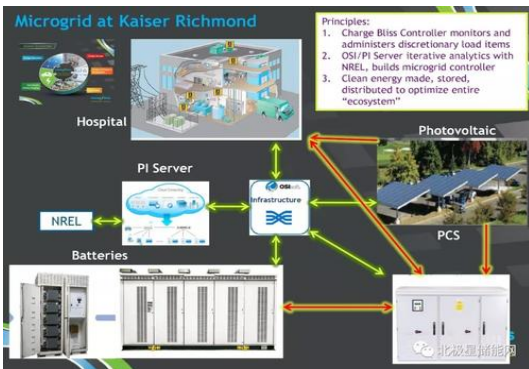 Microgrid at Kaiser Richmond
Principles:
1. Charge Bliss Controller monitors and
administers discretionary load items
2. OSI/PI Server iterative analytics with
NREL, builds microgrid controller
3. Clean energy made, stored,
distributed to optimize entire
“ecosystem”
Hospital
Photovoltaic
PI Server
OSIsoft.
Infrastructure
NREL
PCS
Batteries
北极星储能网